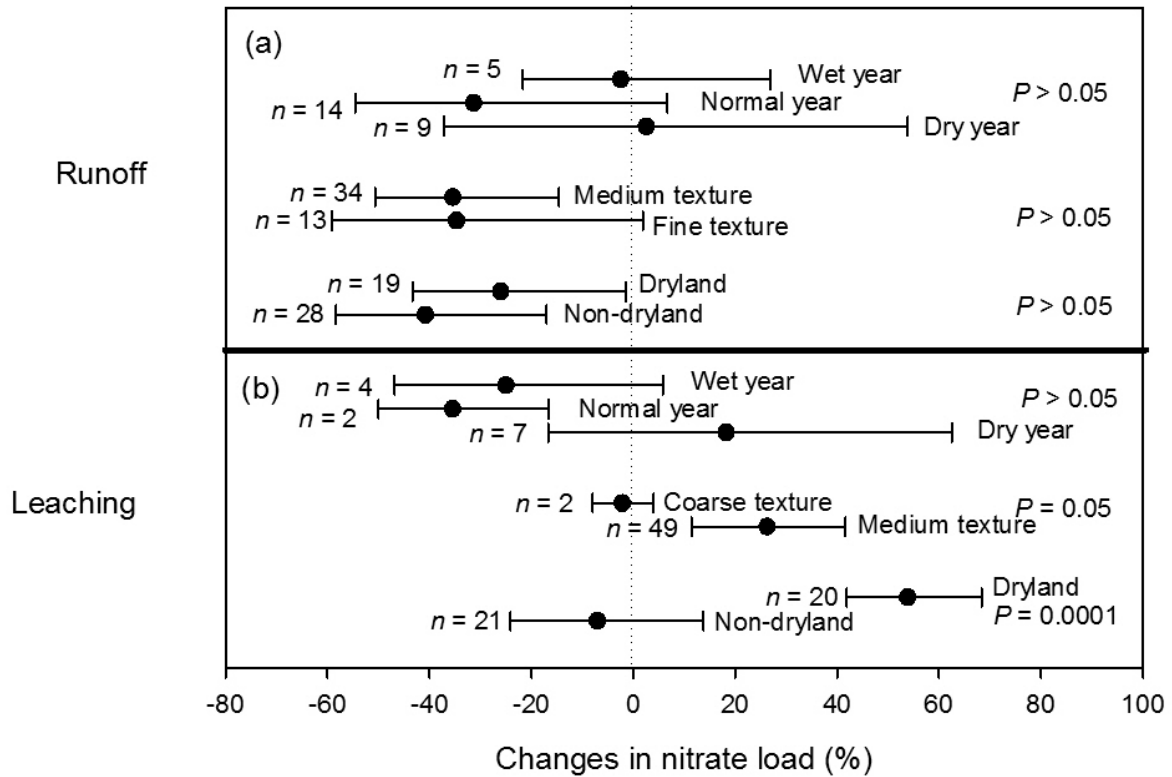 (a)
n = 5 Wet year
n = 14 Normal year P > 0.05
n = 9 Dry year
Runoff
n = 34 Medium texture
n = 13 Fine texture P > 0.05
n = 19 Dryland
n = 28 Non-dryland P > 0.05
(b)
n = 4 Wet year
n = 2 Normal year P > 0.05
n = 7 Dry year
Leaching
n = 2 Coarse texture P = 0.05
n = 49 Medium texture
n = 20 Dryland
P = 0.0001
n = 21 Non-dryland
-80 -60 -40 -20 0 20 40 60 80 100
Changes in nitrate load (%)